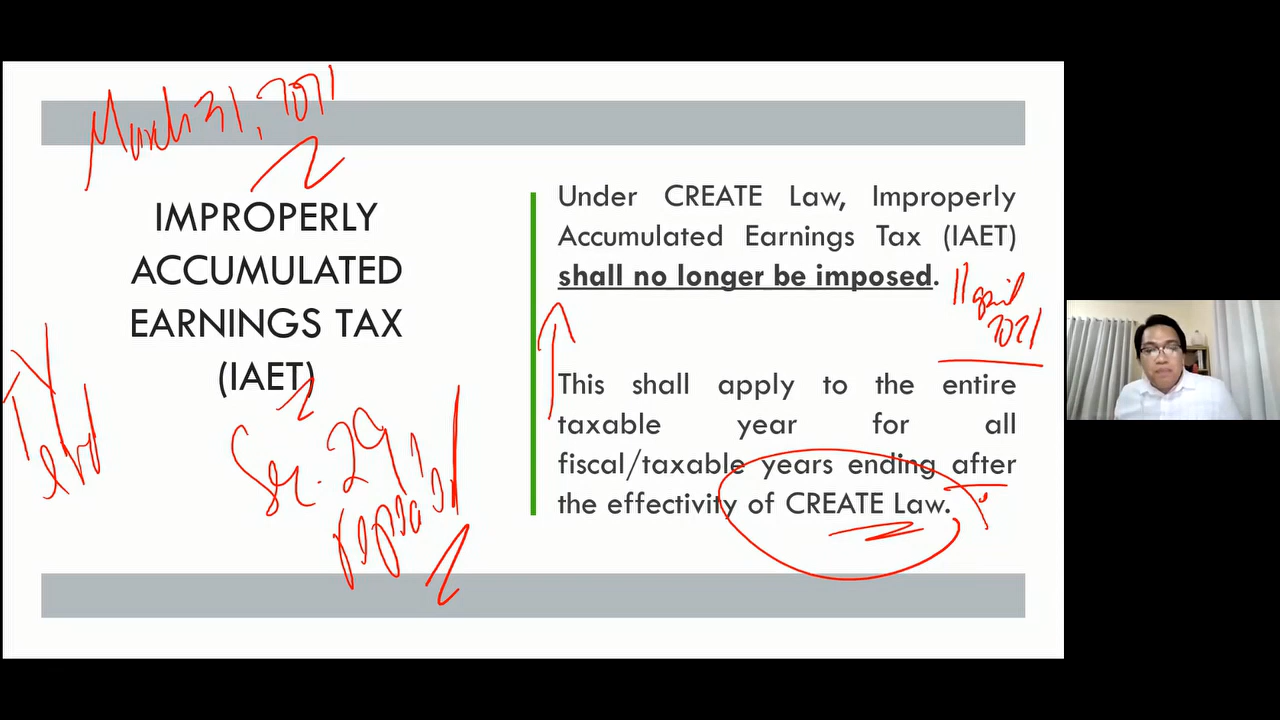 March 31, 2021
IMPROPERLY
ACCUMULATED
EARNINGS TAX
(IAET)
TY
end
Sec. 29
repealed
Under CREATE Law, Improperly
Accumulated Earnings Tax (IAET)
shall no longer be imposed.
11 april
2021
This shall apply to the entire
taxable year for all
fiscal/taxable years ending after
the effectivity of CREATE Law.